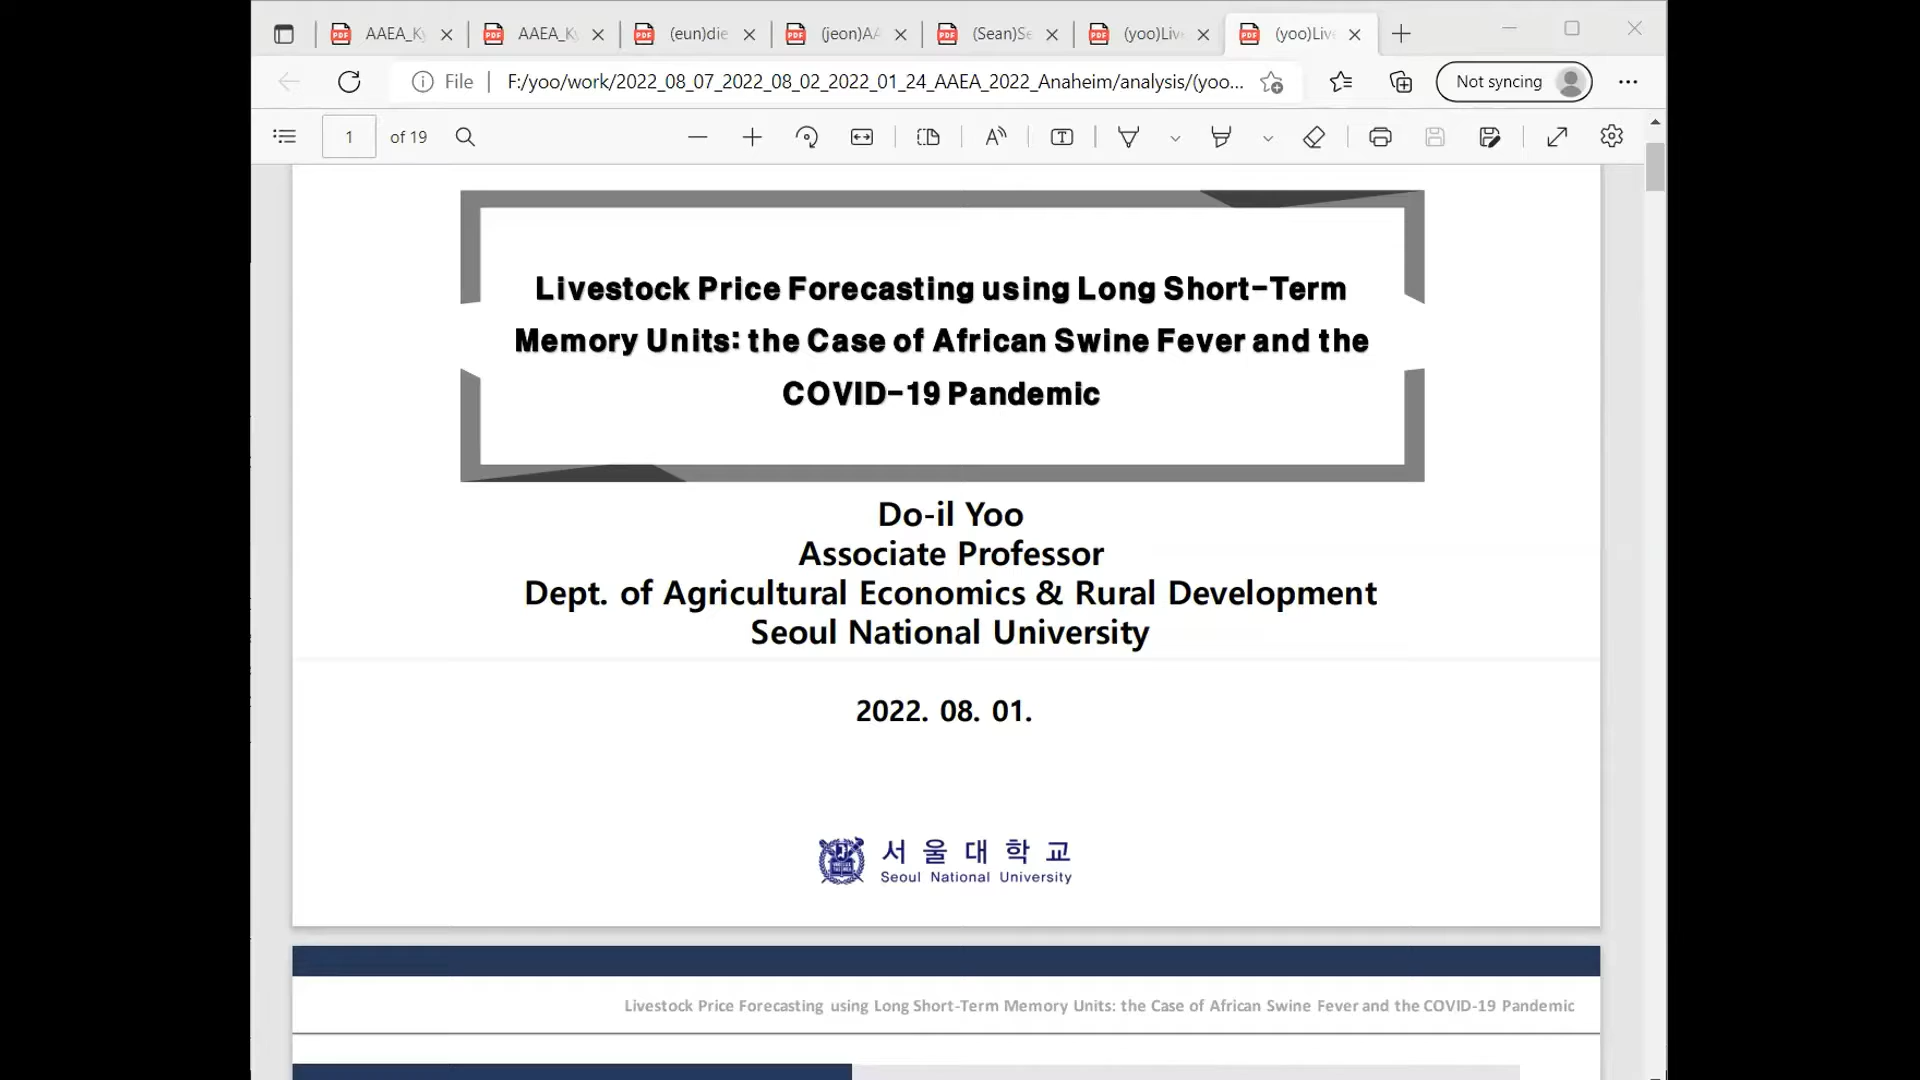 AAEA_Ky
AAEA_K
(eun)die
(jeon)AA
(Sean)Se
(yoo)Liv
(yoo)Live
File
F:/yoo/work/2022_08_07_2022_08_02_2022_01_24_AAEA_2022_Anaheim/analysis/(yoo...
Not syncing
1 of 19
Livestock Price Forecasting using Long Short-Term
Memory Units: the Case of African Swine Fever and the
COVID-19 Pandemic
Do-il Yoo
Associate Professor
Dept. of Agricultural Economics & Rural Development
Seoul National University
2022. 08. 01.
서울대학교
Seoul National University
Livestock Price Forecasting using Long Short-Term Memory Units: the Case of African Swine Fever and the COVID-19 Pandemic